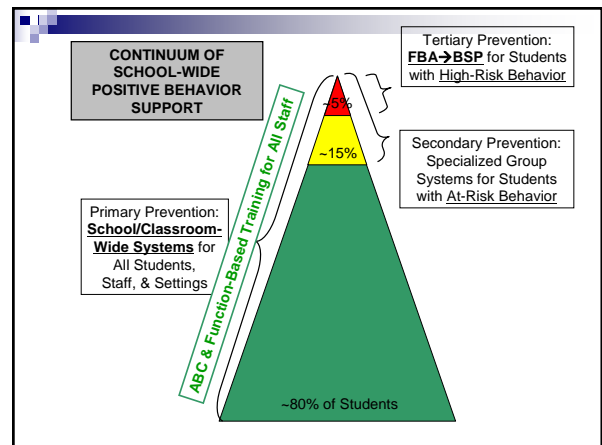 CONTINUUM OF
SCHOOL-WIDE
POSITIVE BEHAVIOR
SUPPORT
Tertiary Prevention:
FBA→BSP for Students
with High-Risk Behavior
~5%
~15%
Secondary Prevention:
Specialized Group
Systems for Students
with At-Risk Behavior
Primary Prevention:
School/Classroom-
Wide Systems for
All Students,
Staff, & Settings
ABC & Function-Based Training for All Staff
~80% of Students